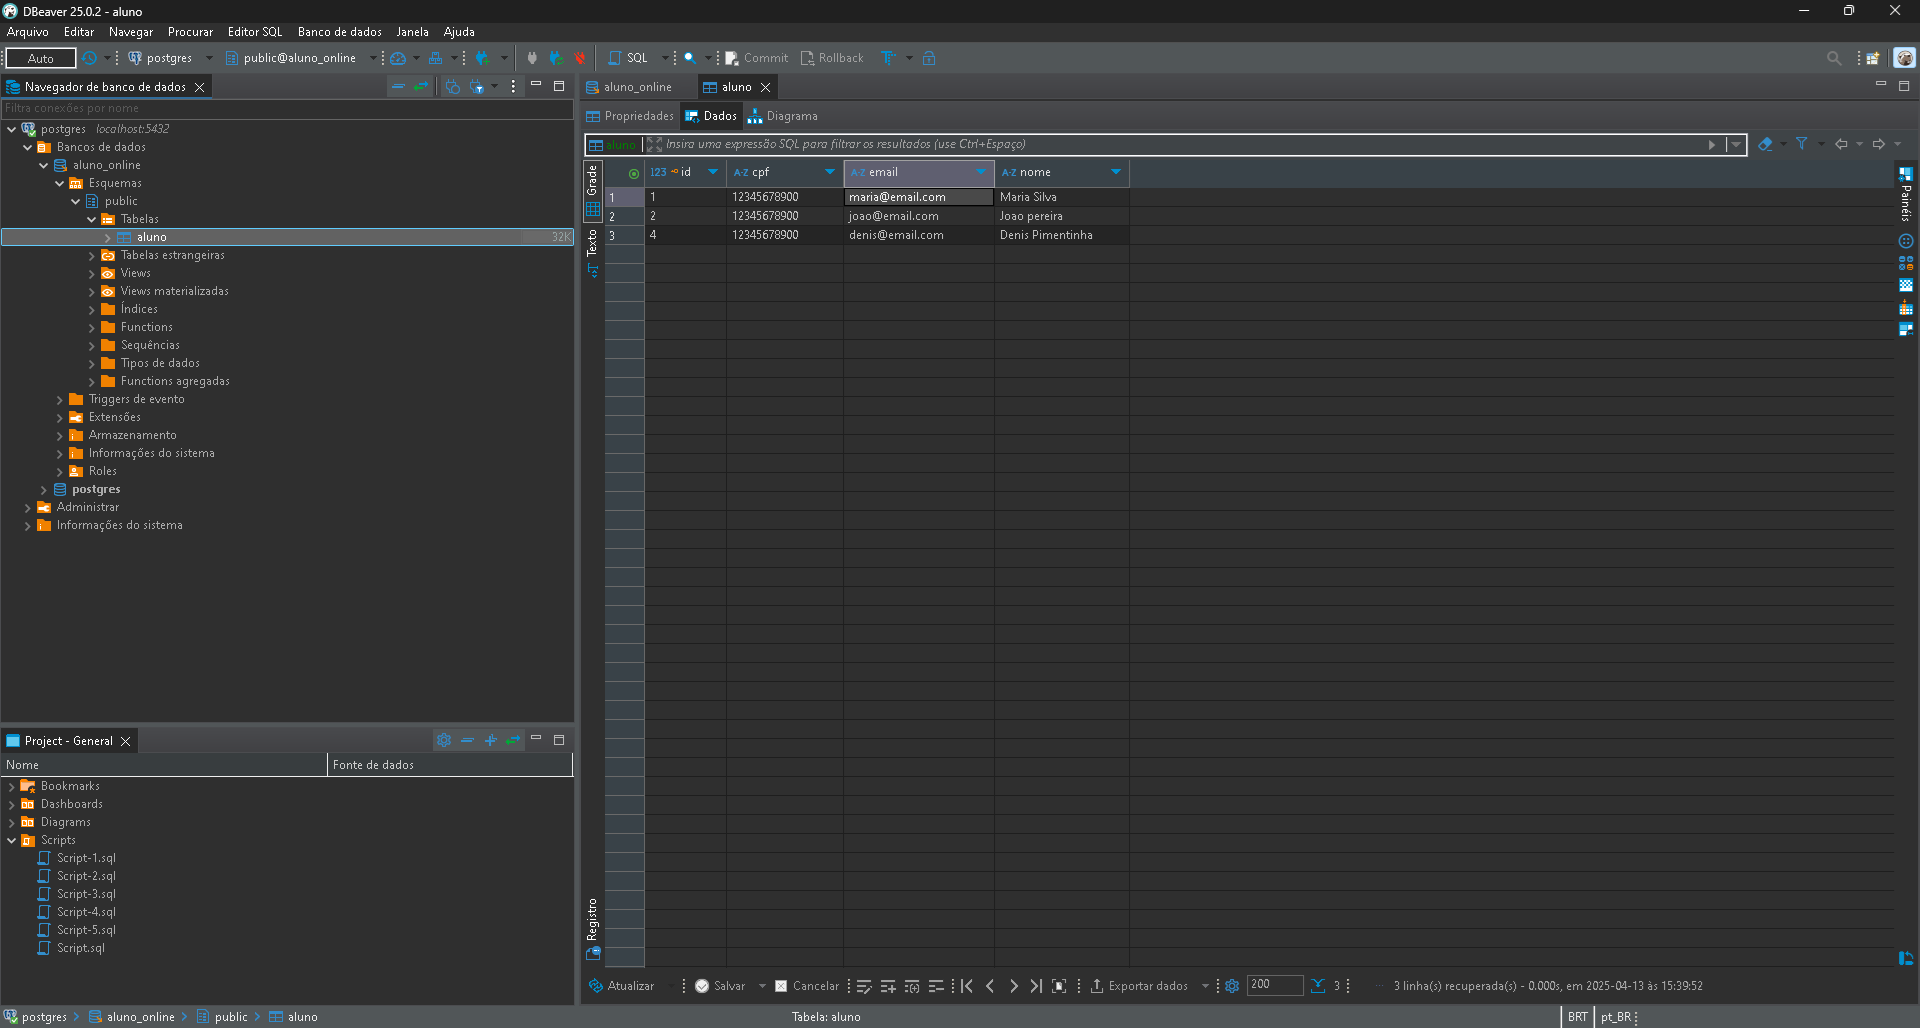 DBeaver 25.0.2 - aluno
Arquivo Editar Navegar Procurar Editor SQL Banco de dados Janela Ajuda
Auto postgres public@aluno_online SQL Commit Rollback
Navegador de banco de dados
Filtra conexões por nome
postgres localhost:5432
Bancos de dados
aluno_online
Esquemas
public
Tabelas
aluno 32K
Tabelas estrangeiras
Views
Views materializadas
Índices
Functions
Sequências
Tipos de dados
Functions agregadas
Triggers de evento
Extensões
Armazenamento
Informações do sistema
Roles
postgres
Administrar
Informações do sistema
Project - General
Nome Fonte de dados
Bookmarks
Dashboards
Diagrams
Scripts
Script-1.sql
Script-2.sql
Script-3.sql
Script-4.sql
Script-5.sql
Script.sql
aluno_online aluno
Propriedades Dados Diagrama
aluno Insira uma expressão SQL para filtrar os resultados (use Ctrl+Espaço)
Grade
Texto
Registro
123 id A-Z cpf A-Z email A-Z nome
1 1 12345678900 maria@email.com Maria Silva
2 2 12345678900 joao@email.com Joao pereira
3 4 12345678900 denis@email.com Denis Pimentinha
Painéis
Atualizar Salvar Cancelar Exportar dados 200 3 3 linha(s) recuperada(s) - 0.000s, em 2025-04-13 às 15:39:52
postgres aluno_online public aluno Tabela: aluno BRT pt_BR